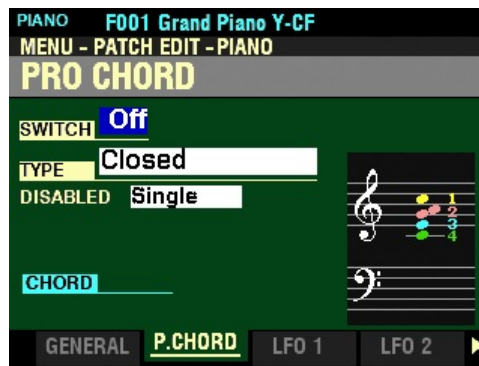 PIANO F001 Grand Piano Y-CF
MENU - PATCH EDIT - PIANO
PRO CHORD
SWITCH Off
TYPE Closed
DISABLED Single
1
2
3
4
CHORD
GENERAL P.CHORD LFO 1 LFO 2